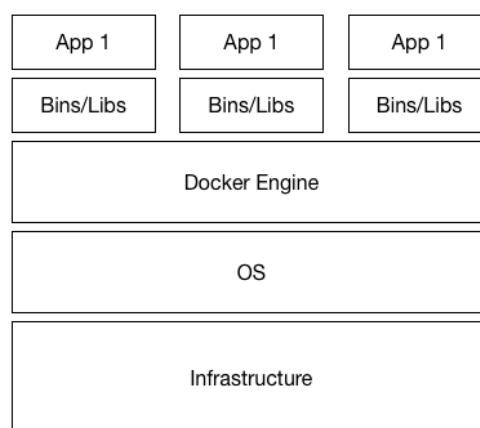 App 1 App 1 App 1
Bins/Libs Bins/Libs Bins/Libs
Docker Engine
OS
Infrastructure